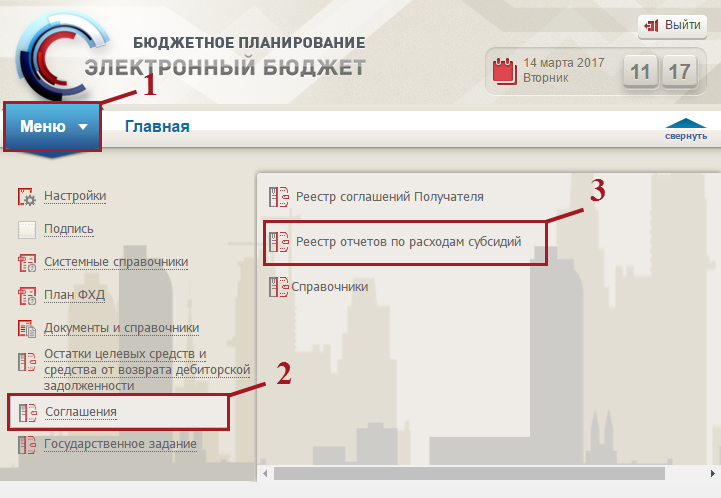 Выйти
БЮДЖЕТНОЕ ПЛАНИРОВАНИЕ
ЭЛЕКТРОННЫЙ БЮДЖЕТ
14 марта 2017
Вторник
11 17
1
Меню
Главная
свернуть
Настройки
Подпись
Системные справочники
План ФХД
Документы и справочники
Остатки целевых средств и
средства от возврата дебиторской
задолженности
2
Соглашения
Государственное задание
Реестр соглашений Получателя
3
Реестр отчетов по расходам субсидий
Справочники